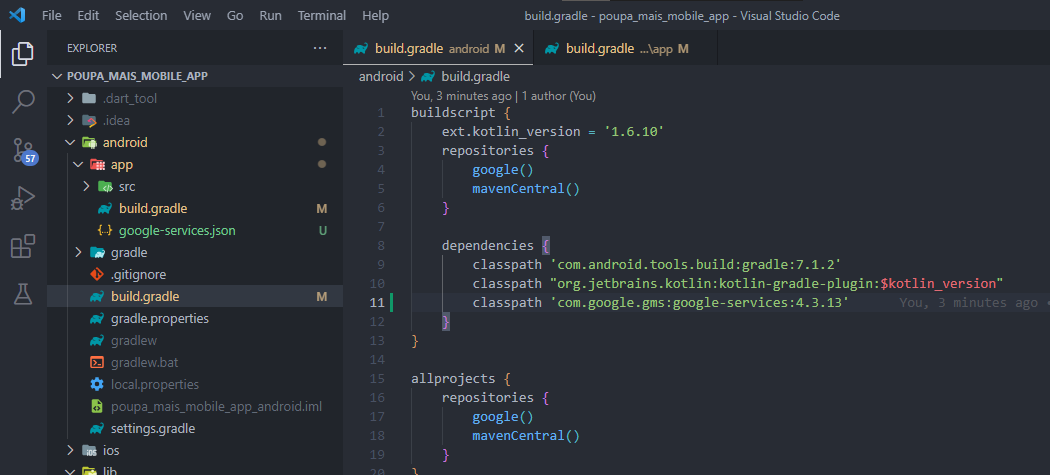 File Edit Selection View Go Run Terminal Help build.gradle - poupa_mais_mobile_app - Visual Studio Code
EXPLORER ···
POUPA_MAIS_MOBILE_APP
.dart_tool
.idea
android
app
src
build.gradle M
google-services.json U
gradle
.gitignore
build.gradle M
gradle.properties
gradlew
gradlew.bat
local.properties
poupa_mais_mobile_app_android.iml
settings.gradle
ios
lib
57
build.gradle android M ×
build.gradle ...\app M
android > build.gradle
You, 3 minutes ago | 1 author (You)
1 buildscript {
2 ext.kotlin_version = '1.6.10'
3 repositories {
4 google()
5 mavenCentral()
6 }
7
8 dependencies {
9 classpath 'com.android.tools.build:gradle:7.1.2'
10 classpath "org.jetbrains.kotlin:kotlin-gradle-plugin:$kotlin_version"
11 classpath 'com.google.gms:google-services:4.3.13' You, 3 minutes ago •
12 }
13 }
14
15 allprojects {
16 repositories {
17 google()
18 mavenCentral()
19 }
20 }